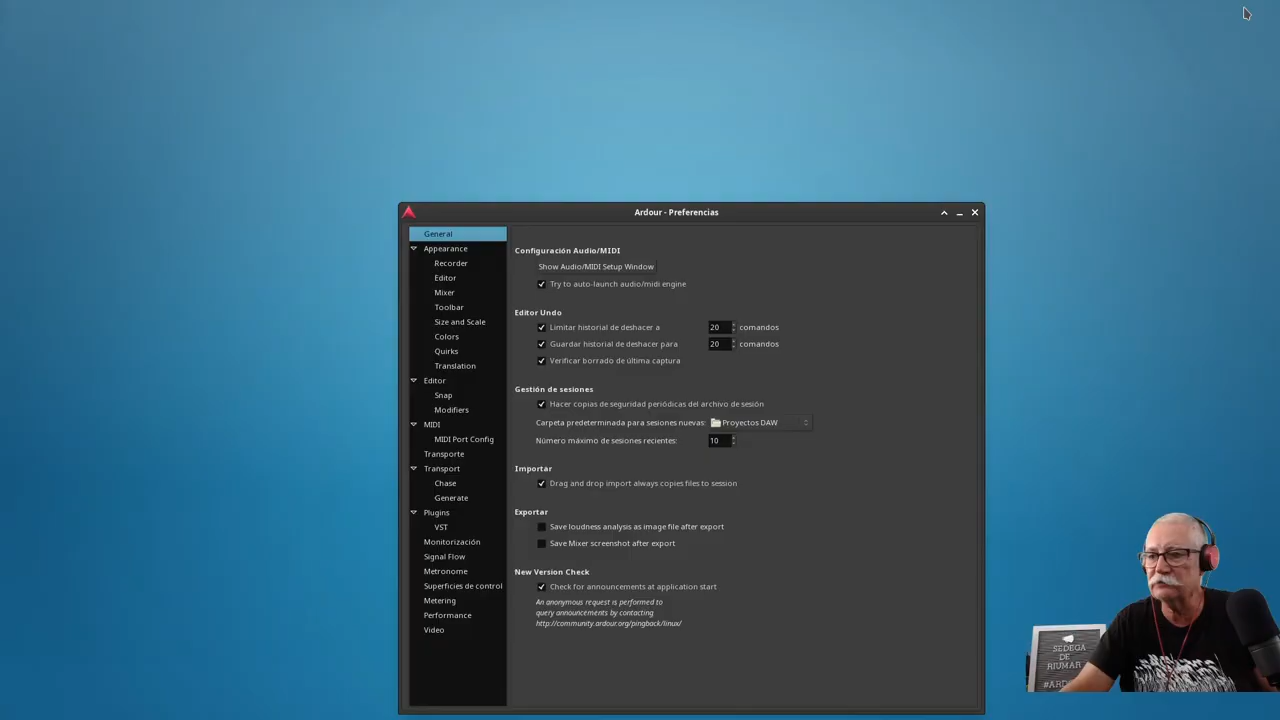 Ardour - Preferencias
General
Appearance
Recorder
Editor
Mixer
Toolbar
Size and Scale
Colors
Quirks
Translation
Editor
Snap
Modifiers
MIDI
MIDI Port Config
Transporte
Transport
Chase
Generate
Plugins
VST
Monitorización
Signal Flow
Metronome
Superficies de control
Metering
Performance
Video
Configuración Audio/MIDI
Show Audio/MIDI Setup Window
Try to auto-launch audio/midi engine
Editor Undo
Limitar historial de deshacer a 20 comandos
Guardar historial de deshacer para 20 comandos
Verificar borrado de última captura
Gestión de sesiones
Hacer copias de seguridad periódicas del archivo de sesión
Carpeta predeterminada para sesiones nuevas: Proyectos DAW
Número máximo de sesiones recientes: 10
Importar
Drag and drop import always copies files to session
Exportar
Save loudness analysis as image file after export
Save Mixer screenshot after export
New Version Check
Check for announcements at application start
An anonymous request is performed to
query announcements by contacting
http://community.ardour.org/pingback/linux/
SEDEGA
DE
RIUMAR